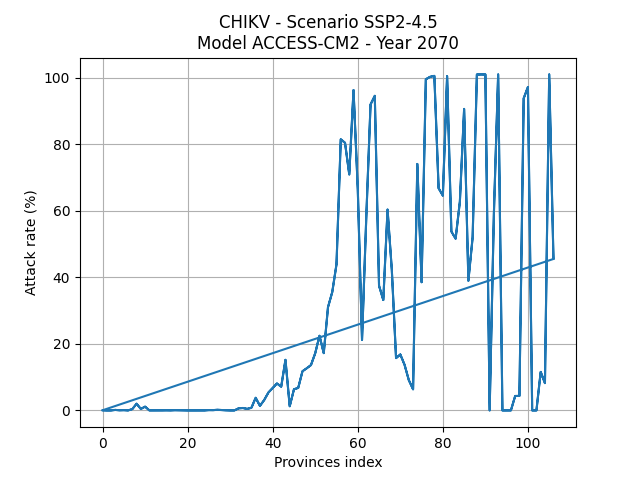 CHIKV - Scenario SSP2-4.5
Model ACCESS-CM2 - Year 2070
100
80
60
40
20
0
Attack rate (%)
0 20 40 60 80 100
Provinces index